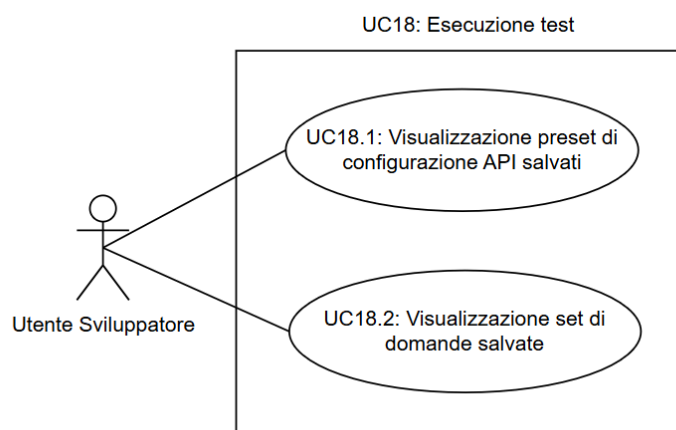 UC18: Esecuzione test
UC18.1: Visualizzazione preset di
configurazione API salvati
Utente Sviluppatore
UC18.2: Visualizzazione set di
domande salvate